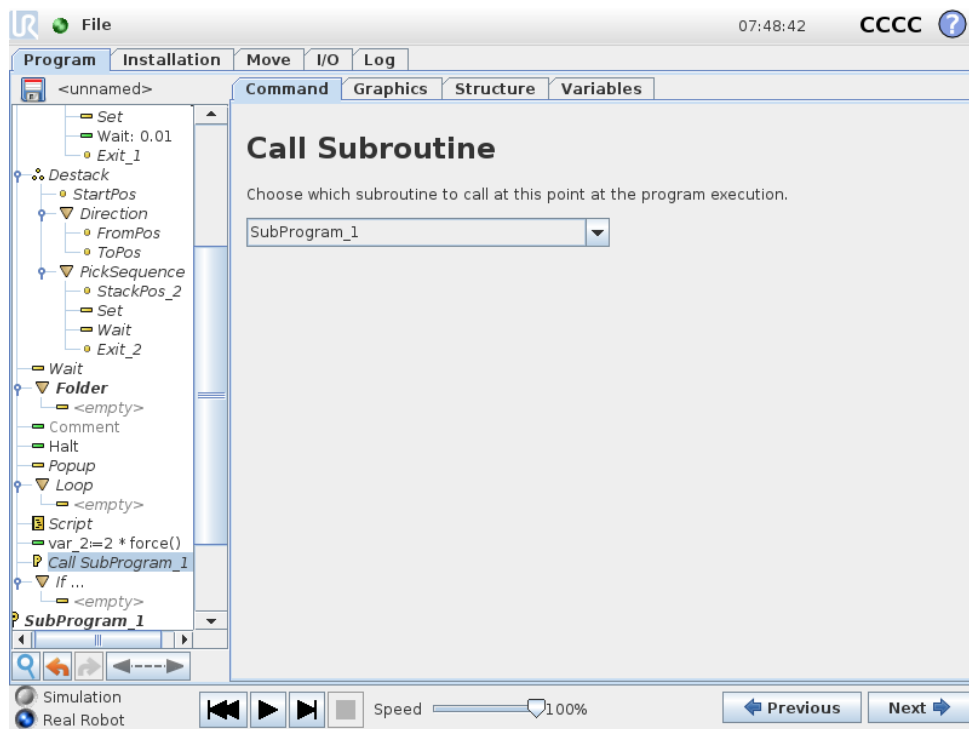 UR File 07:48:42 CCCC ?
Program Installation Move I/O Log
<unnamed> Command Graphics Structure Variables
Set
Wait: 0.01
Exit_1
Destack
StartPos
Direction
FromPos
ToPos
PickSequence
StackPos_2
Set
Wait
Exit_2
Wait
Folder
<empty>
Comment
Halt
Popup
Loop
<empty>
Script
var_2:=2 * force()
P Call SubProgram_1
If ...
<empty>
P SubProgram_1
Call Subroutine
Choose which subroutine to call at this point at the program execution.
SubProgram_1
Simulation
Real Robot
Speed 100%
Previous Next